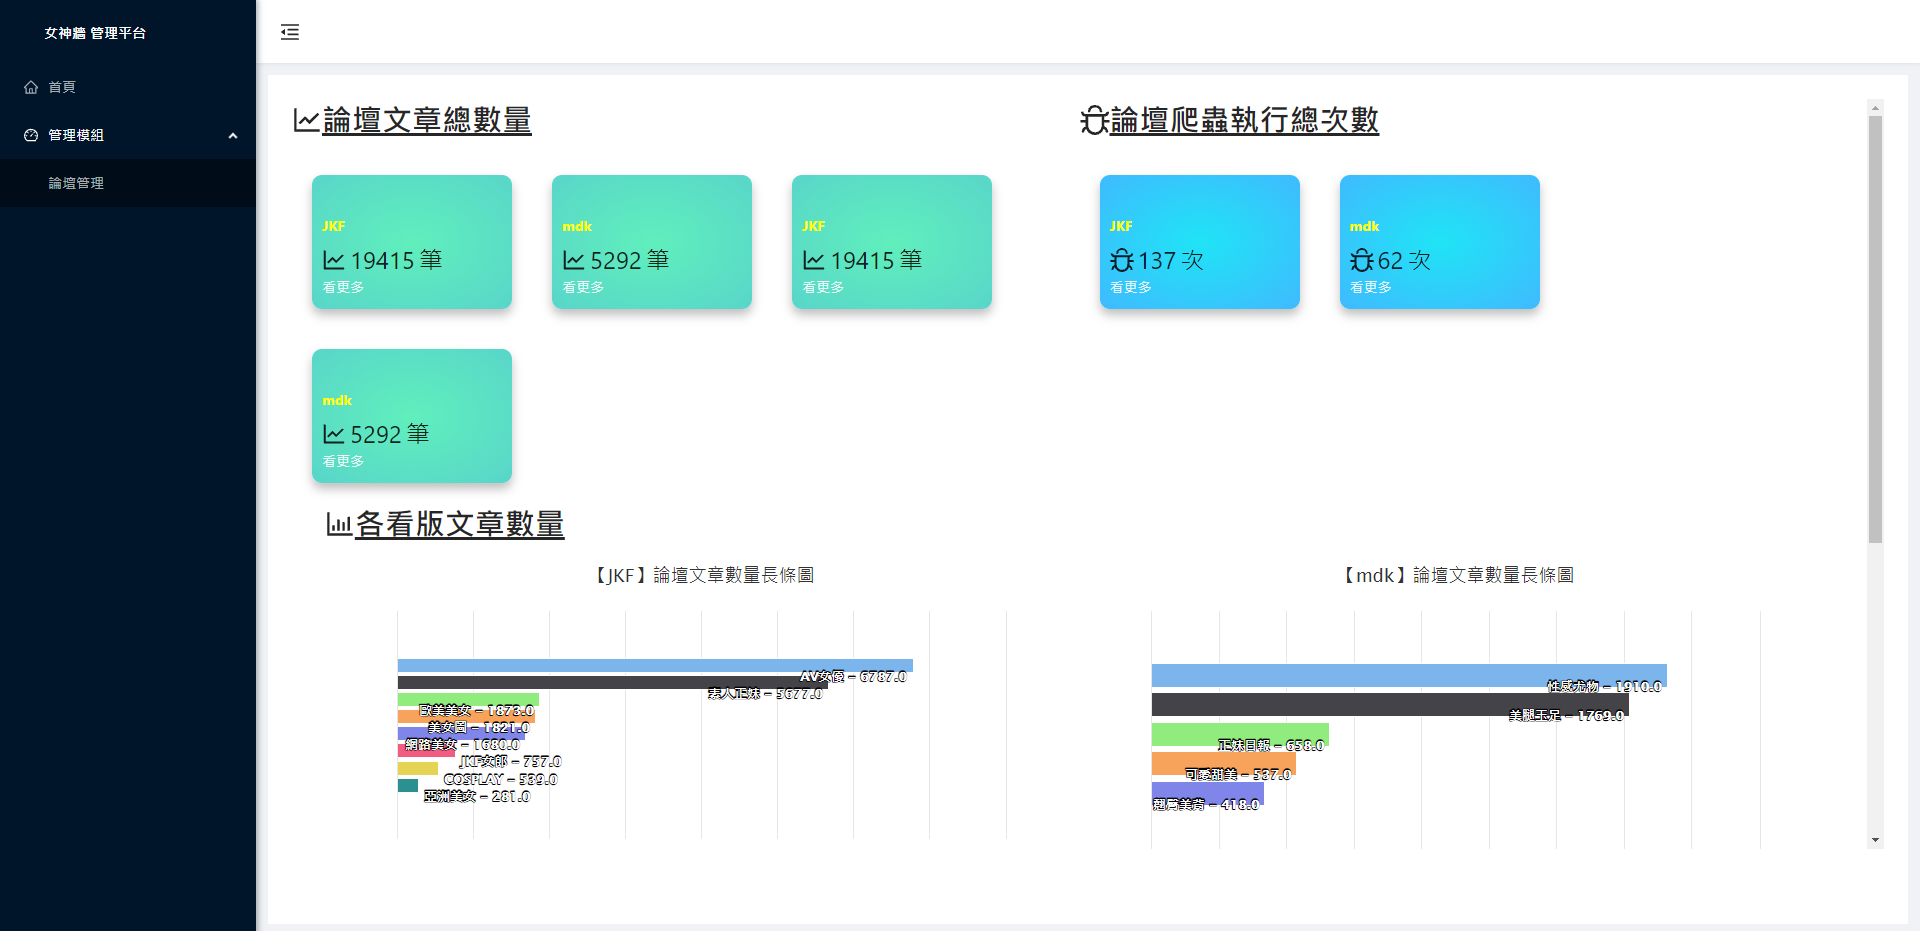 女神牆 管理平台
首頁
管理模組
論壇管理
論壇文章總數量
JKF
19415 筆
看更多
mdk
5292 筆
看更多
JKF
19415 筆
看更多
mdk
5292 筆
看更多
論壇爬蟲執行總次數
JKF
137 次
看更多
mdk
62 次
看更多
各看版文章數量
【JKF】論壇文章數量長條圖
AV女優 - 6787.0
素人正妹 - 5677.0
歐美美女 - 1873.0
美女圖 - 1821.0
網路美女 - 1680.0
JKF女郎 - 757.0
COSPLAY - 539.0
亞洲美女 - 281.0
【mdk】論壇文章數量長條圖
性感尤物 - 1910.0
美腿玉足 - 1769.0
正妹日報 - 658.0
可愛甜美 - 537.0
翹臀美背 - 418.0